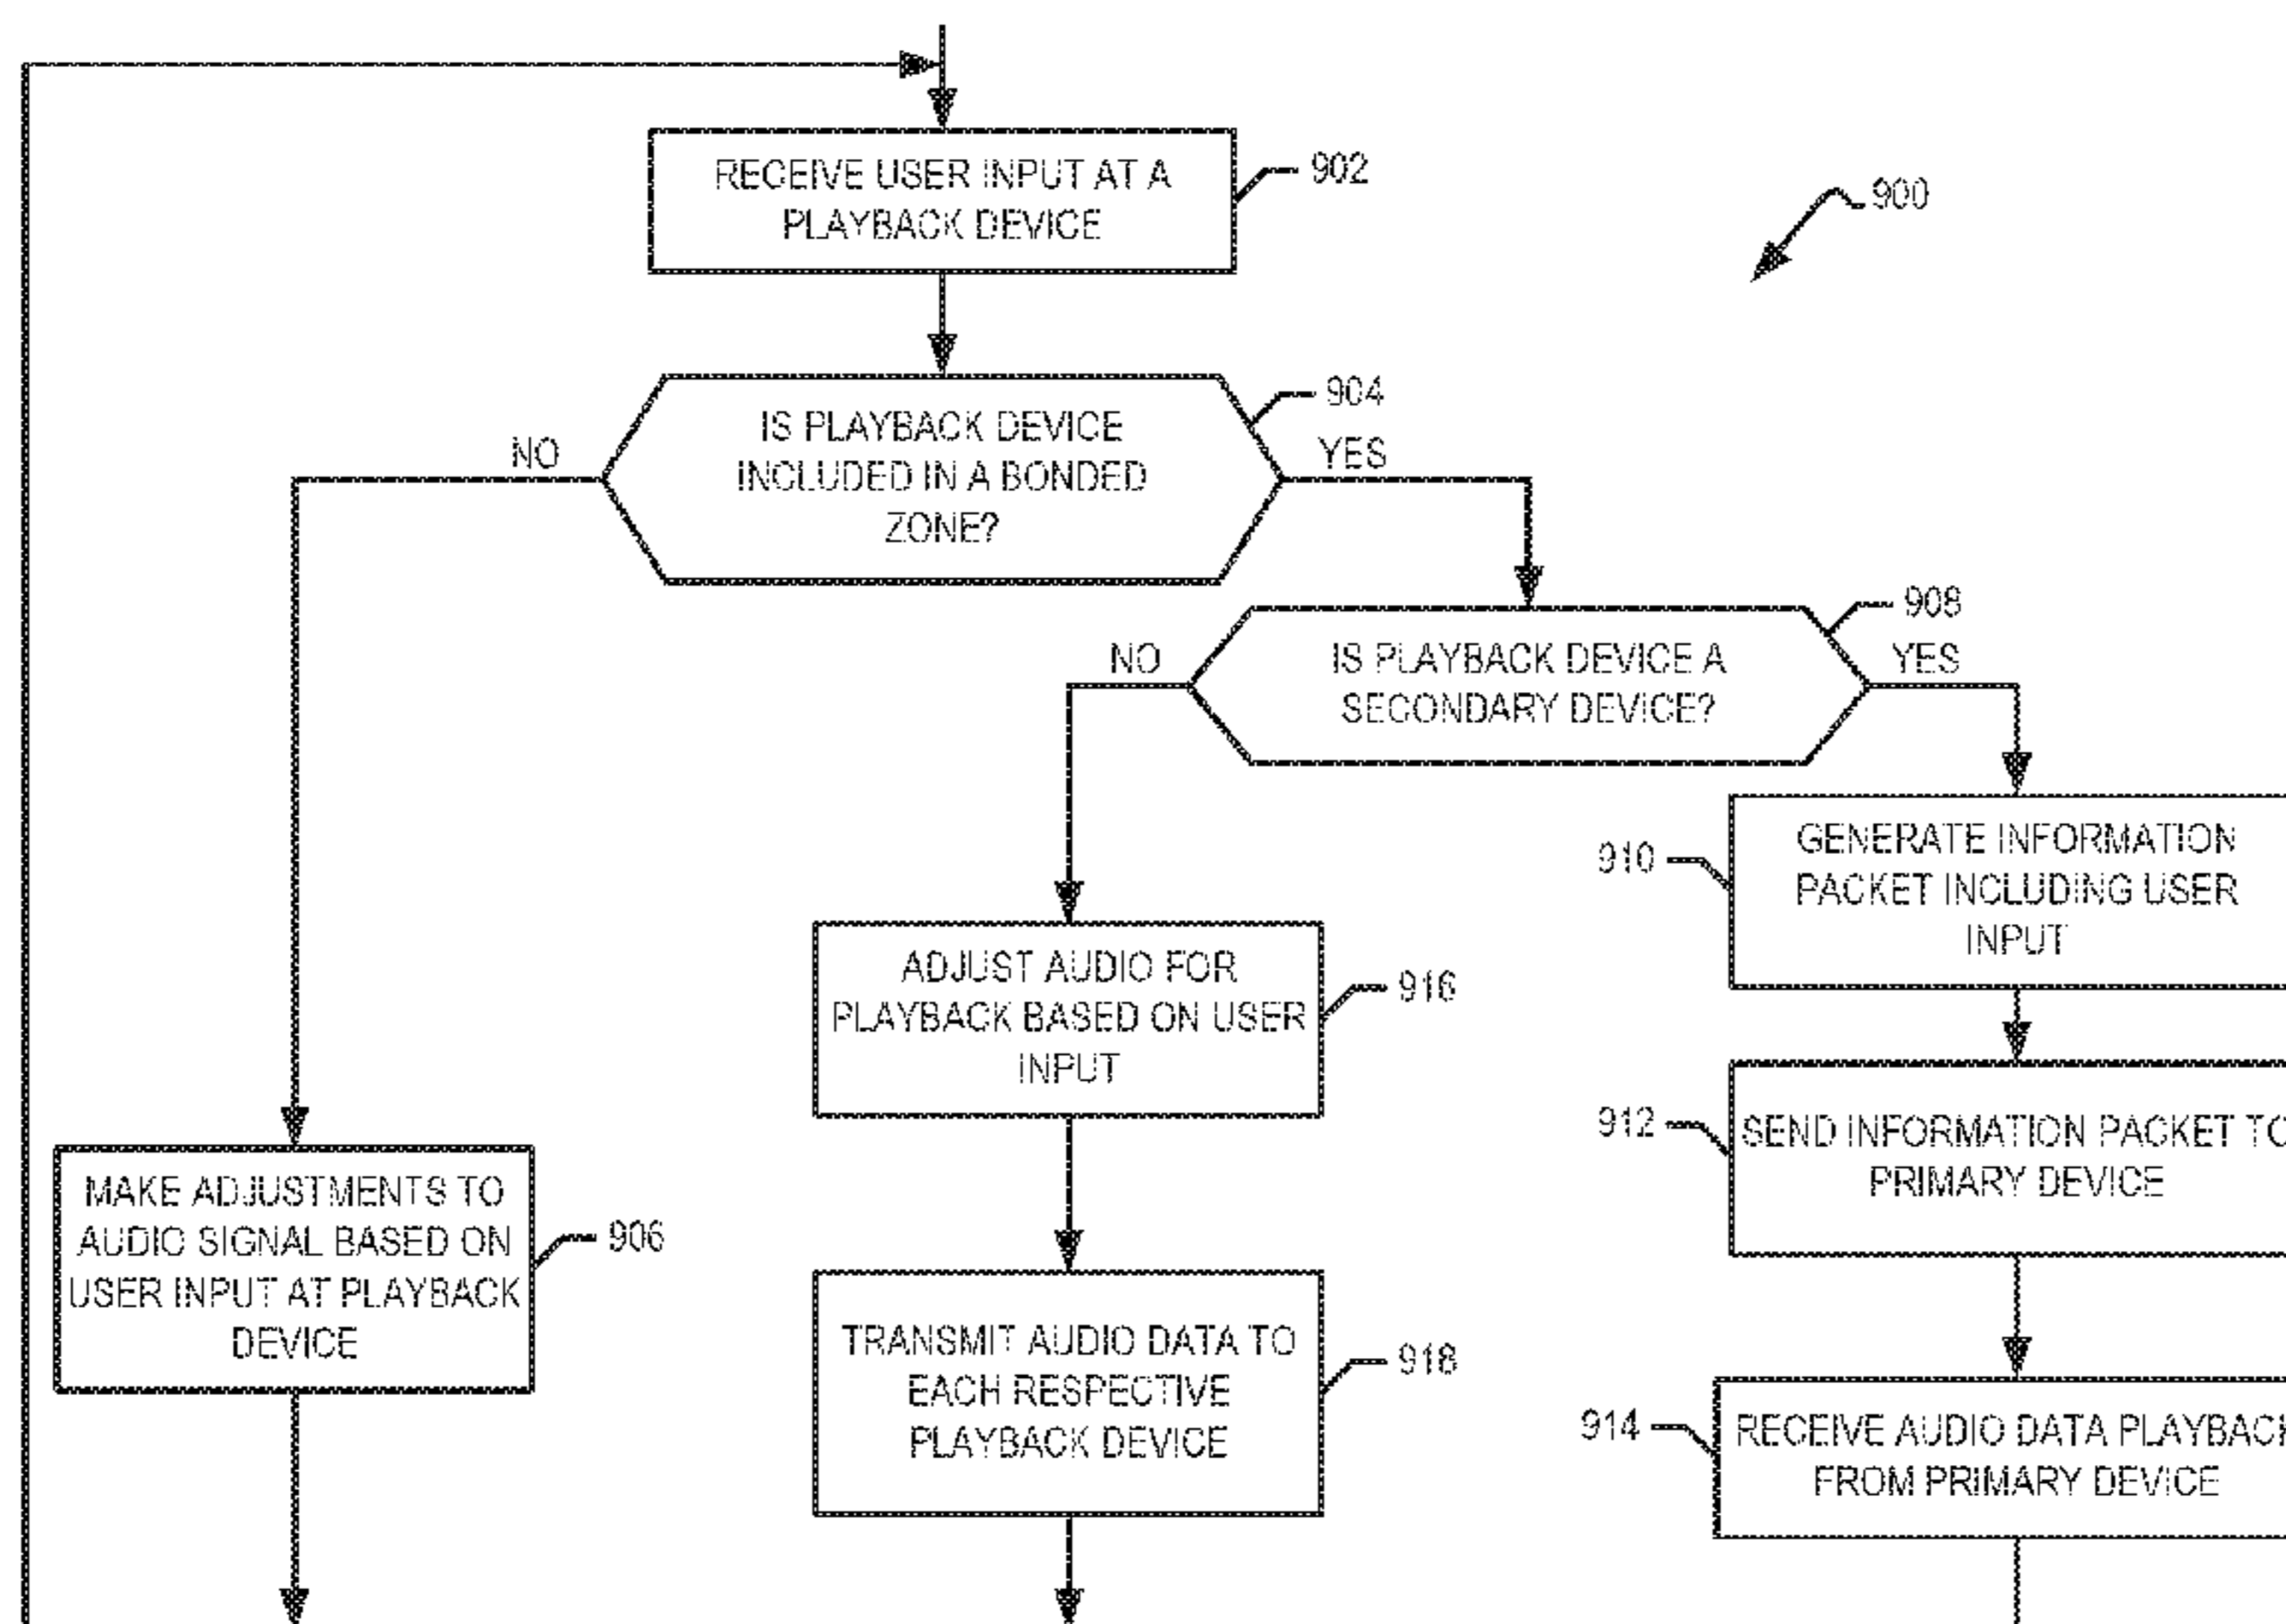 RECEIVE USER INPUT AT A
PLAYBACK DEVICE
902
900
IS PLAYBACK DEVICE
INCLUDED IN A BONDED
ZONE?
904
NO
YES
IS PLAYBACK DEVICE A
SECONDARY DEVICE?
908
NO
YES
910
GENERATE INFORMATION
PACKET INCLUDING USER
INPUT
ADJUST AUDIO FOR
PLAYBACK BASED ON USER
INPUT
916
912
SEND INFORMATION PACKET TO
PRIMARY DEVICE
MAKE ADJUSTMENTS TO
AUDIO SIGNAL BASED ON
USER INPUT AT PLAYBACK
DEVICE
906
TRANSMIT AUDIO DATA TO
EACH RESPECTIVE
PLAYBACK DEVICE
918
914
RECEIVE AUDIO DATA PLAYBACK
FROM PRIMARY DEVICE